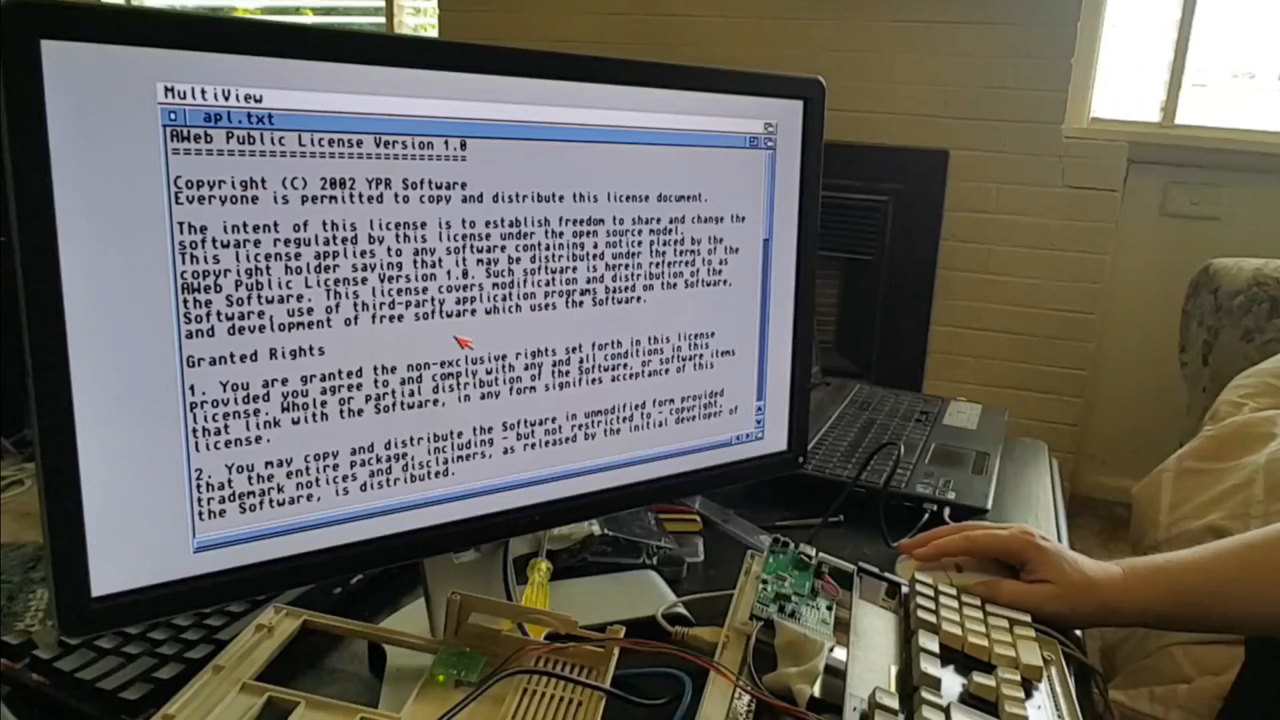 MultiView
apl.txt
AWeb Public License Version 1.0
================================
Copyright (C) 2002 YPR Software
Everyone is permitted to copy and distribute this license document.
The intent of this license is to establish freedom to share and change the
software regulated by this license under the open source model.
This license applies to any software containing a notice placed by the
copyright holder saying that it may be distributed under the terms of the
AWeb Public License Version 1.0. Such software is herein referred to as
the Software. This license covers modification and distribution of the
Software, use of third-party application programs based on the Software,
and development of free software which uses the Software.
Granted Rights
1. You are granted the non-exclusive rights set forth in this license
provided you agree to and comply with any and all conditions in this
license. Whole or partial distribution of the Software, or software items
that link with the Software, in any form signifies acceptance of this
license.
2. You may copy and distribute the Software in unmodified form provided
that the entire package, including - but not restricted to - copyright,
trademark notices and disclaimers, as released by the initial developer of
the Software, is distributed.